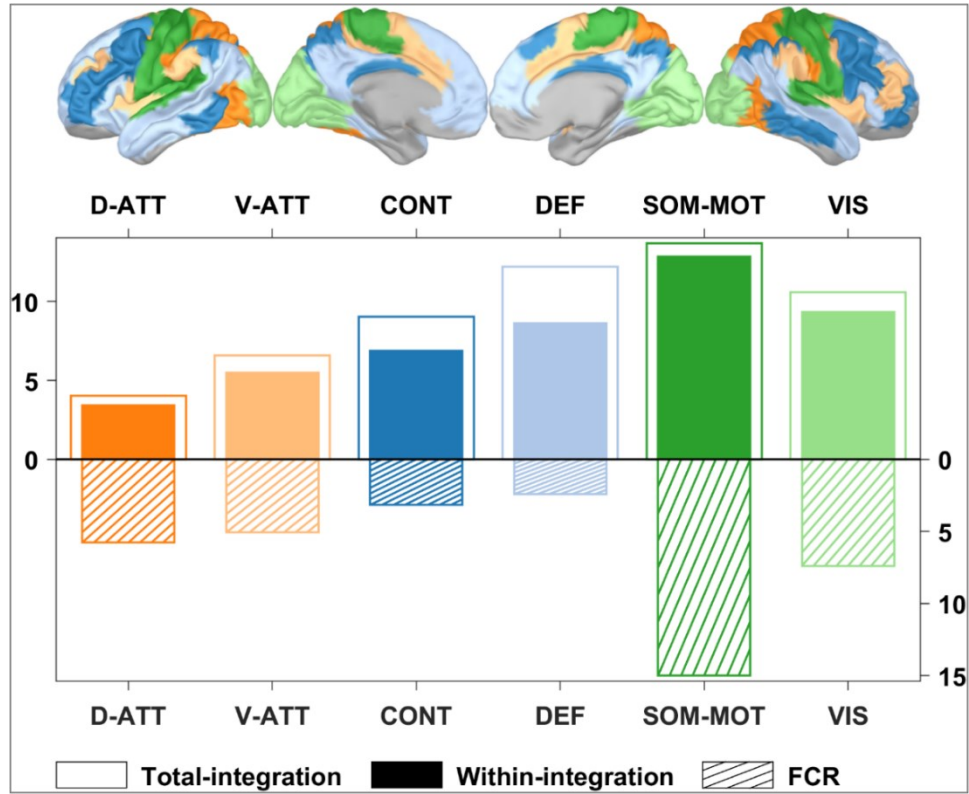 D-ATT V-ATT CONT DEF SOM-MOT VIS
10
5
0 0
5
10
15
D-ATT V-ATT CONT DEF SOM-MOT VIS
Total-integration Within-integration FCR